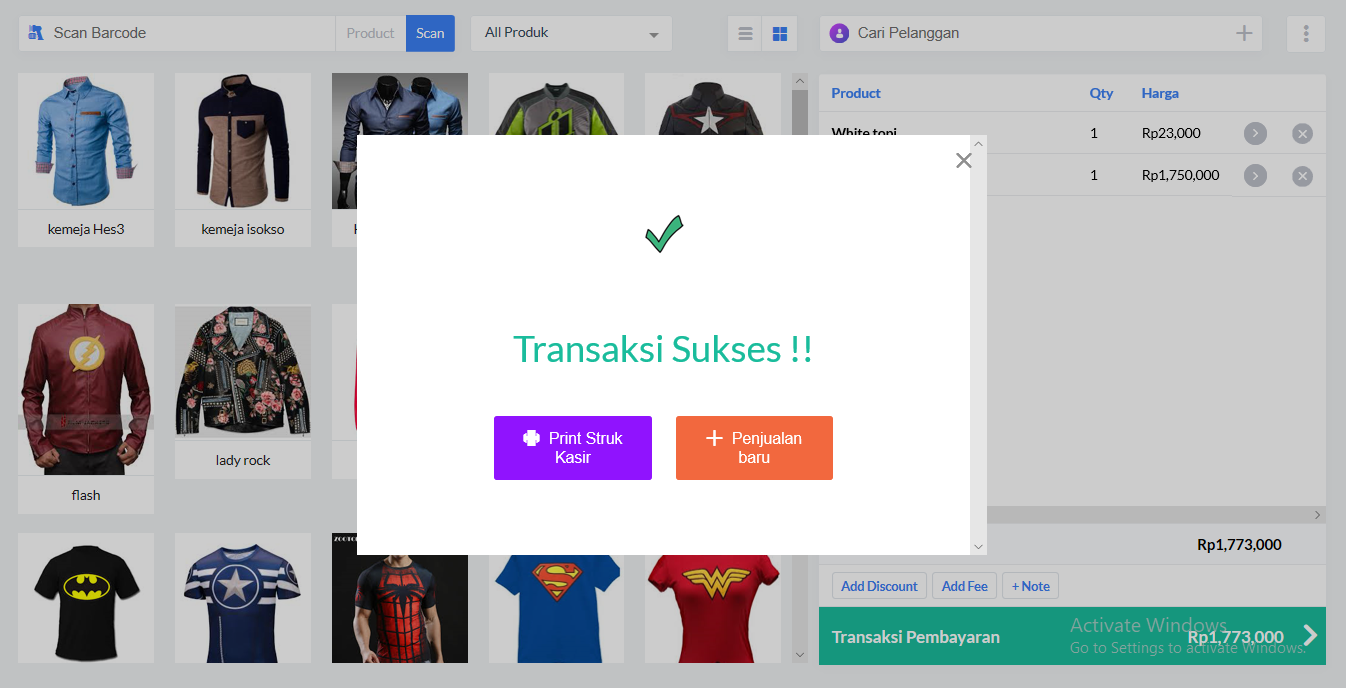 Scan Barcode
Product
Scan
All Produk
Cari Pelanggan
Product Qty Harga
White topi 1 Rp23,000
1 Rp1,750,000
kemeja Hes3
kemeja isokso
Transaksi Sukses !!
Print Struk
Kasir
Penjualan
baru
flash
lady rock
Rp1,773,000
Add Discount
Add Fee
+ Note
Transaksi Pembayaran
Rp1,773,000
Activate Windows
Go to Settings to activate Windows.